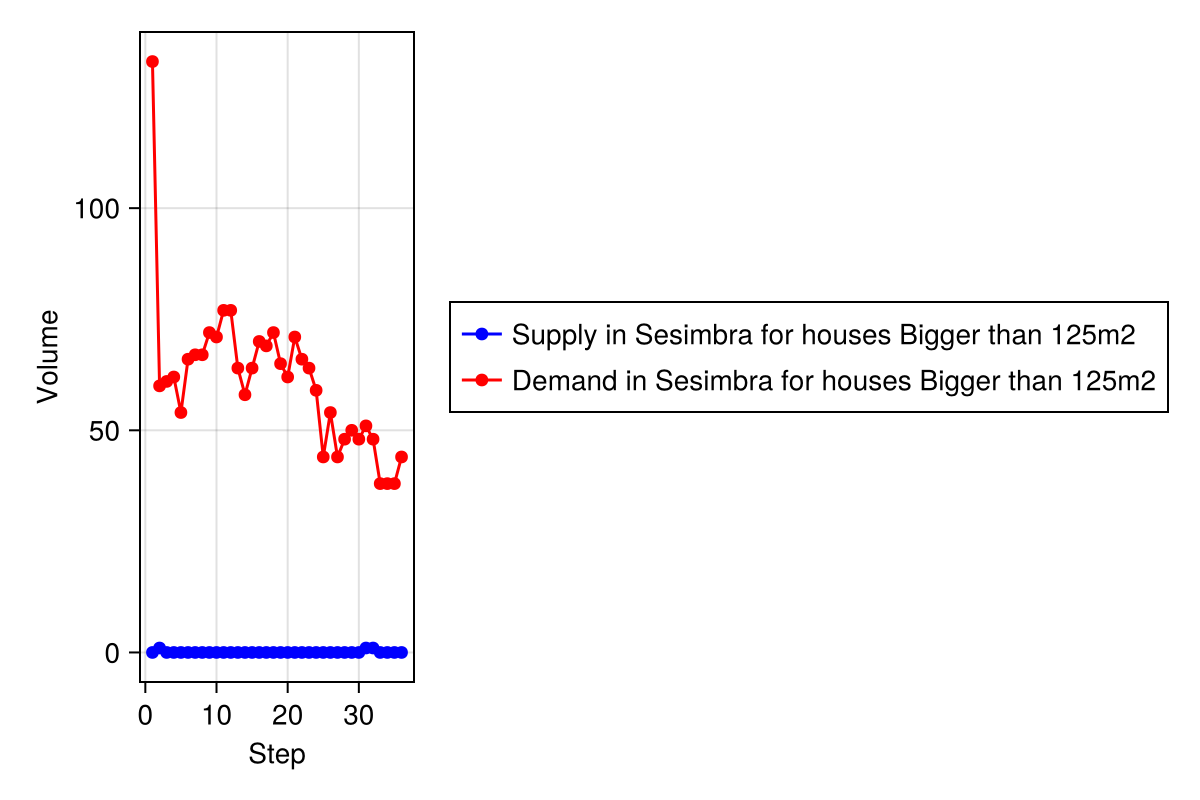 100
50
0
Volume
0 10 20 30
Step
Supply in Sesimbra for houses Bigger than 125m2
Demand in Sesimbra for houses Bigger than 125m2